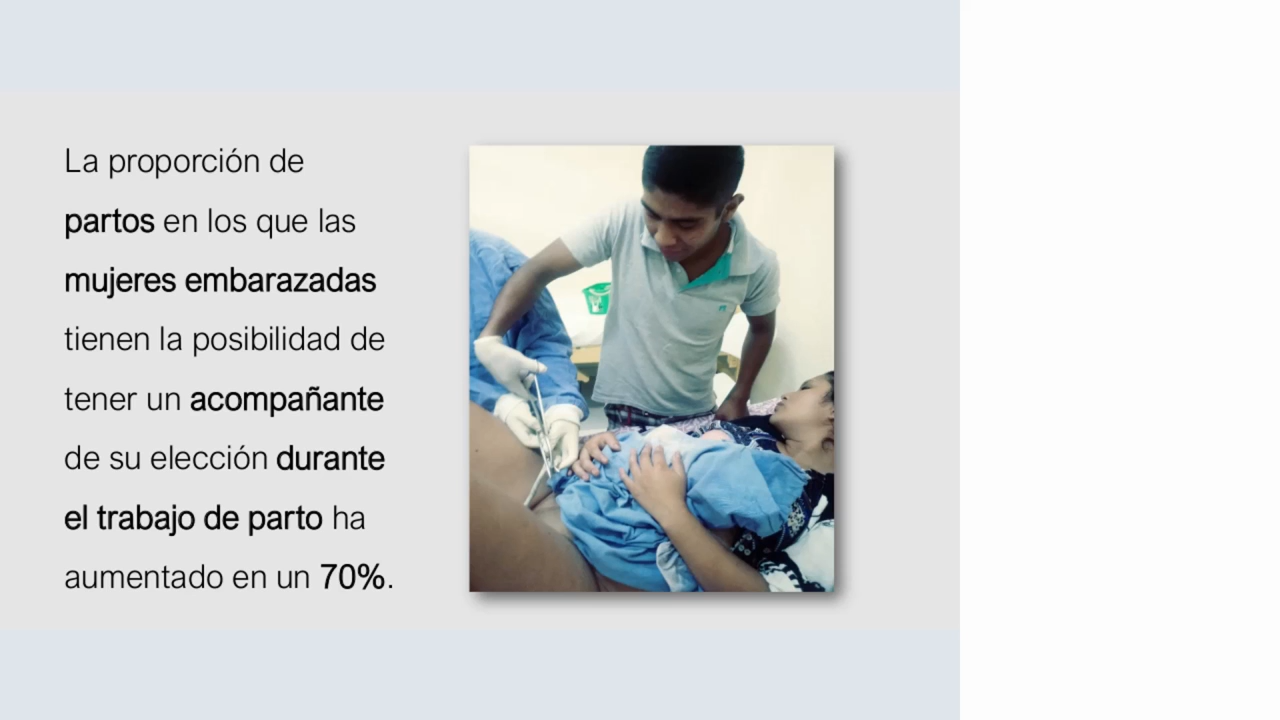 La proporción de
partos en los que las
mujeres embarazadas
tienen la posibilidad de
tener un acompañante
de su elección durante
el trabajo de parto ha
aumentado en un 70%.